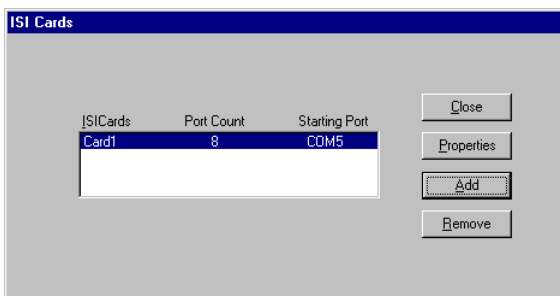 ISI Cards
ISICards Port Count Starting Port
Card1 8 COM5
Close
Properties
Add
Remove